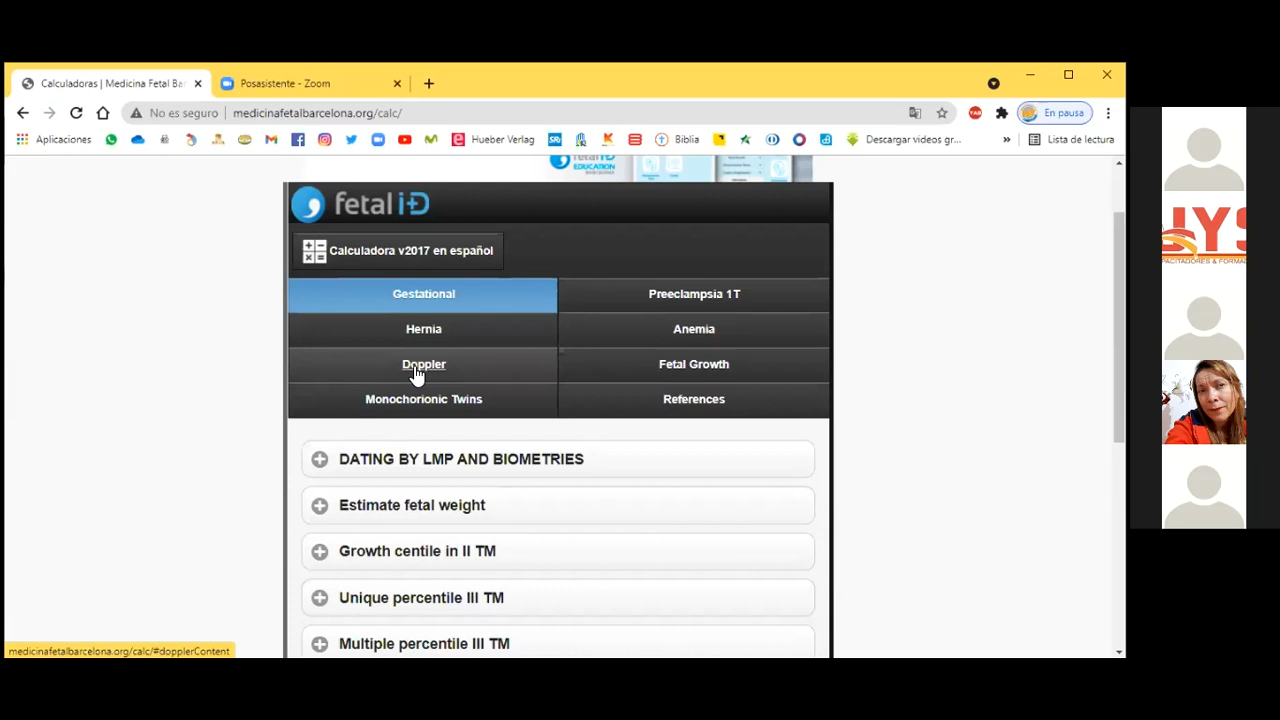 Calculadoras | Medicina Fetal Bar
Posasistente - Zoom
No es seguro
medicinafetalbarcelona.org/calc/
En pausa
Aplicaciones
Hueber Verlag
Biblia
Descargar videos gr...
»
Lista de lectura
fetal iD
EDUCATION
fetal i+D
Calculadora v2017 en español
Gestational
Preeclampsia 1T
Hernia
Anemia
Doppler
Fetal Growth
Monochorionic Twins
References
DATING BY LMP AND BIOMETRIES
Estimate fetal weight
Growth centile in II TM
Unique percentile III TM
Multiple percentile III TM
medicinafetalbarcelona.org/calc/#dopplerContent